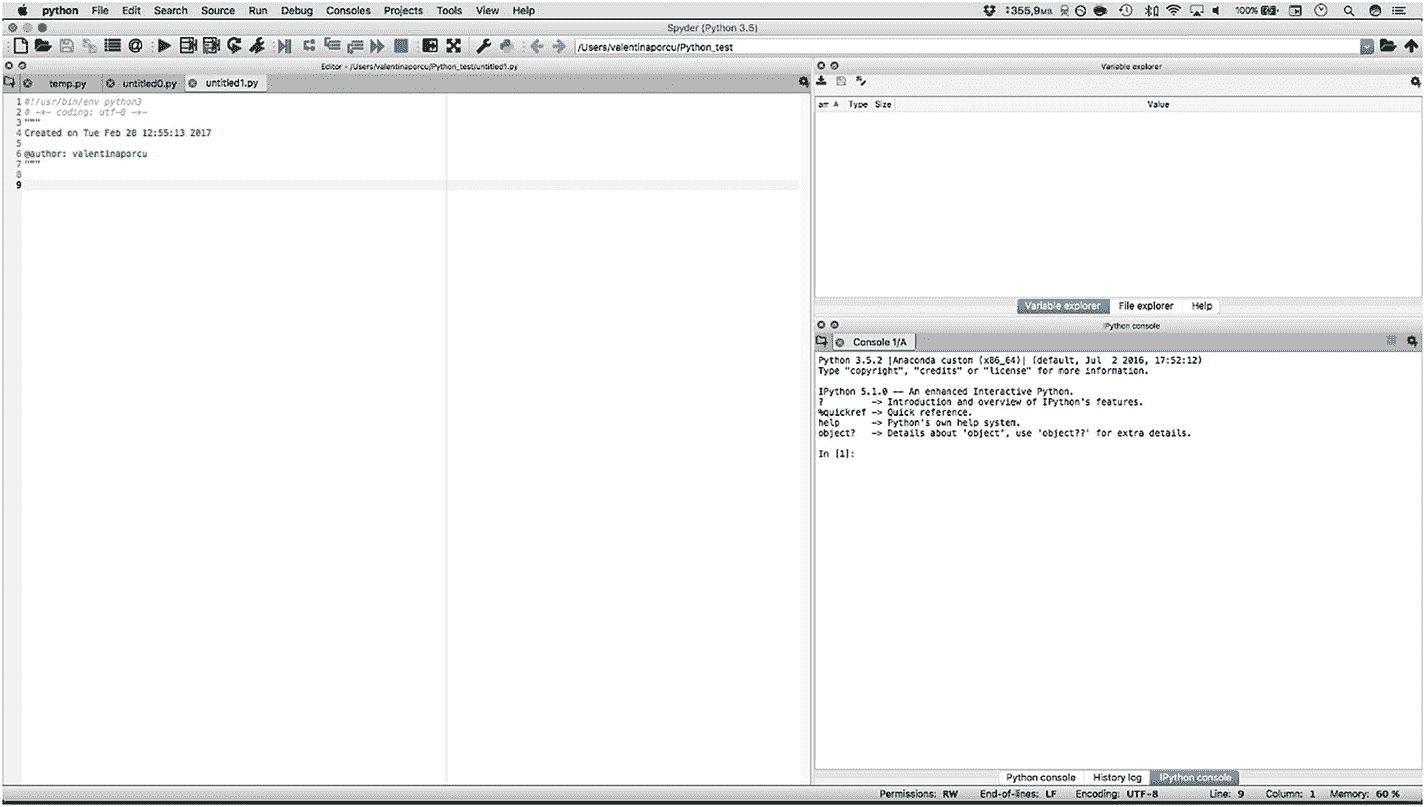 python File Edit Search Source Run Debug Consoles Projects Tools View Help 355,9MB 100%
Spyder (Python 3.5)
/Users/valentinaporcu/Python_test
Editor - /Users/valentinaporcu/Python_test/untitled1.py
temp.py untitled0.py untitled1.py
1 #!/usr/bin/env python3
2 # -*- coding: utf-8 -*-
3 """
4 Created on Tue Feb 28 12:55:13 2017
5
6 @author: valentinaporcu
7 """
8
9
Variable explorer
Type Size Value
Variable explorer File explorer Help
IPython console
Console 1/A
Python 3.5.2 |Anaconda custom (x86_64)| (default, Jul 2 2016, 17:52:12)
Type "copyright", "credits" or "license" for more information.
IPython 5.1.0 -- An enhanced Interactive Python.
? -> Introduction and overview of IPython's features.
%quickref -> Quick reference.
help -> Python's own help system.
object? -> Details about 'object', use 'object??' for extra details.
In [1]:
Python console History log IPython console
Permissions: RW End-of-lines: LF Encoding: UTF-8 Line: 9 Column: 1 Memory: 60 %